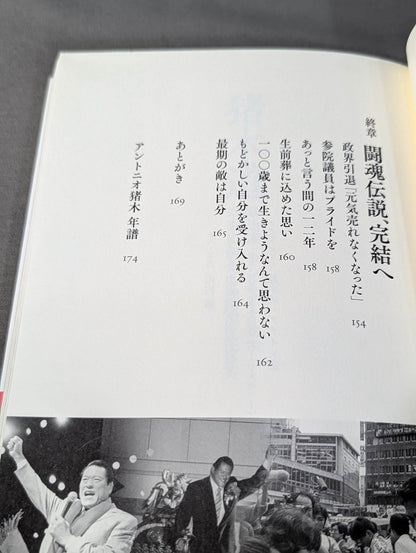 終章 闘魂伝説、完結へ
政界引退「元気売れなくなった」 154
参院議員はプライドを 158
あっと言う間の一二年 158
生前葬に込めた思い 160
一〇〇歳まで生きようなんて思わない 162
もどかしい自分を受け入れる 164
最期の敵は自分 165
あとがき 169
アントニオ猪木 年譜 174